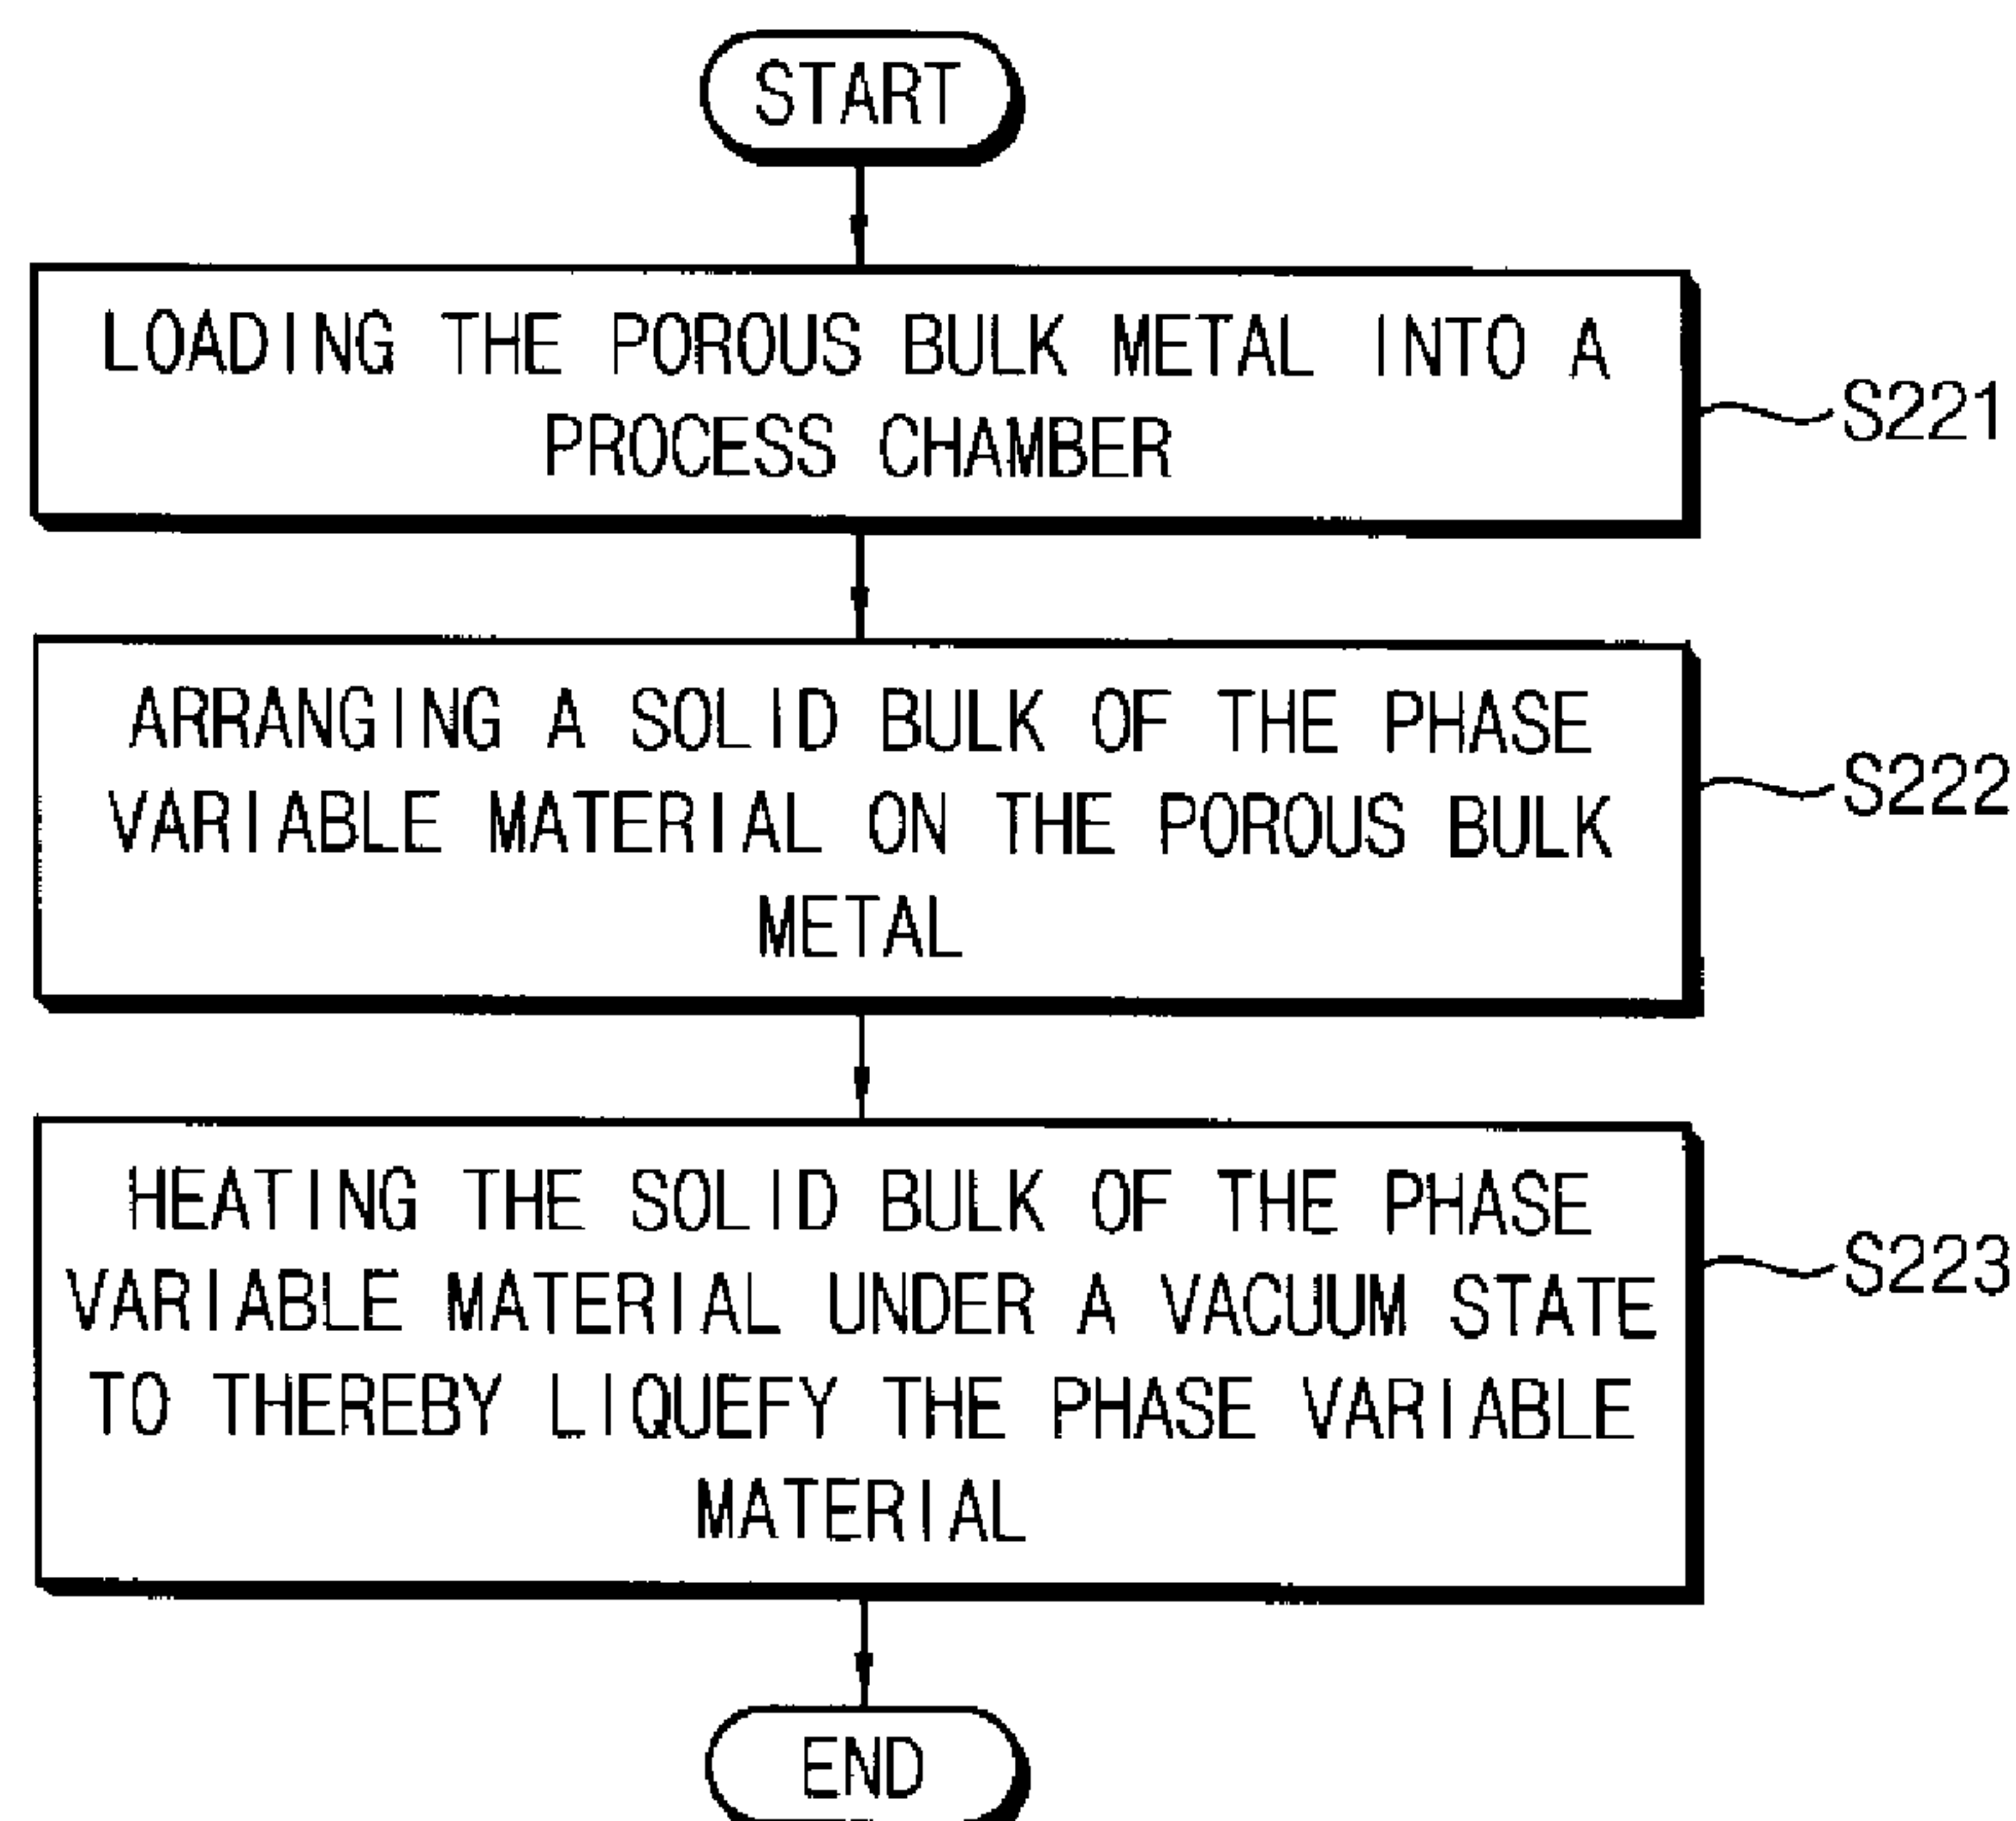 START
LOADING THE POROUS BULK METAL INTO A
PROCESS CHAMBER
S221
ARRANGING A SOLID BULK OF THE PHASE
VARIABLE MATERIAL ON THE POROUS BULK
METAL
S222
HEATING THE SOLID BULK OF THE PHASE
VARIABLE MATERIAL UNDER A VACUUM STATE
TO THEREBY LIQUEFY THE PHASE VARIABLE
MATERIAL
S223
END